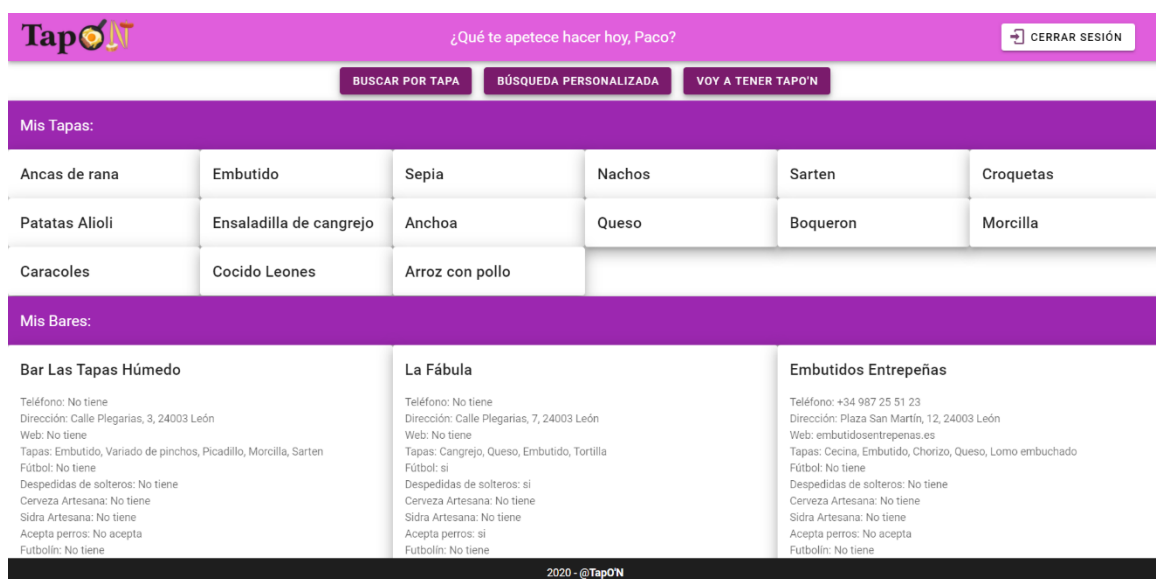 TapON
¿Qué te apetece hacer hoy, Paco?
CERRAR SESIÓN
BUSCAR POR TAPA
BÚSQUEDA PERSONALIZADA
VOY A TENER TAPO'N
Mis Tapas:
Ancas de rana
Embutido
Sepia
Nachos
Sarten
Croquetas
Patatas Alioli
Ensaladilla de cangrejo
Anchoa
Queso
Boqueron
Morcilla
Caracoles
Cocido Leones
Arroz con pollo
Mis Bares:
Bar Las Tapas Húmedo
Teléfono: No tiene
Dirección: Calle Plegarias, 3, 24003 León
Web: No tiene
Tapas: Embutido, Variado de pinchos, Picadillo, Morcilla, Sarten
Fútbol: No tiene
Despedidas de solteros: No tiene
Cerveza Artesana: No tiene
Sidra Artesana: No tiene
Acepta perros: No acepta
Futbolín: No tiene
La Fábula
Teléfono: No tiene
Dirección: Calle Plegarias, 7, 24003 León
Web: No tiene
Tapas: Cangrejo, Queso, Embutido, Tortilla
Fútbol: si
Despedidas de solteros: si
Cerveza Artesana: No tiene
Sidra Artesana: No tiene
Acepta perros: si
Futbolín: No tiene
Embutidos Entrepeñas
Teléfono: +34 987 25 51 23
Dirección: Plaza San Martín, 12, 24003 León
Web: embutidosentrepenas.es
Tapas: Cecina, Embutido, Chorizo, Queso, Lomo embuchado
Fútbol: No tiene
Despedidas de solteros: No tiene
Cerveza Artesana: No tiene
Sidra Artesana: No tiene
Acepta perros: No acepta
Futbolín: No tiene
2020 - @TapO'N